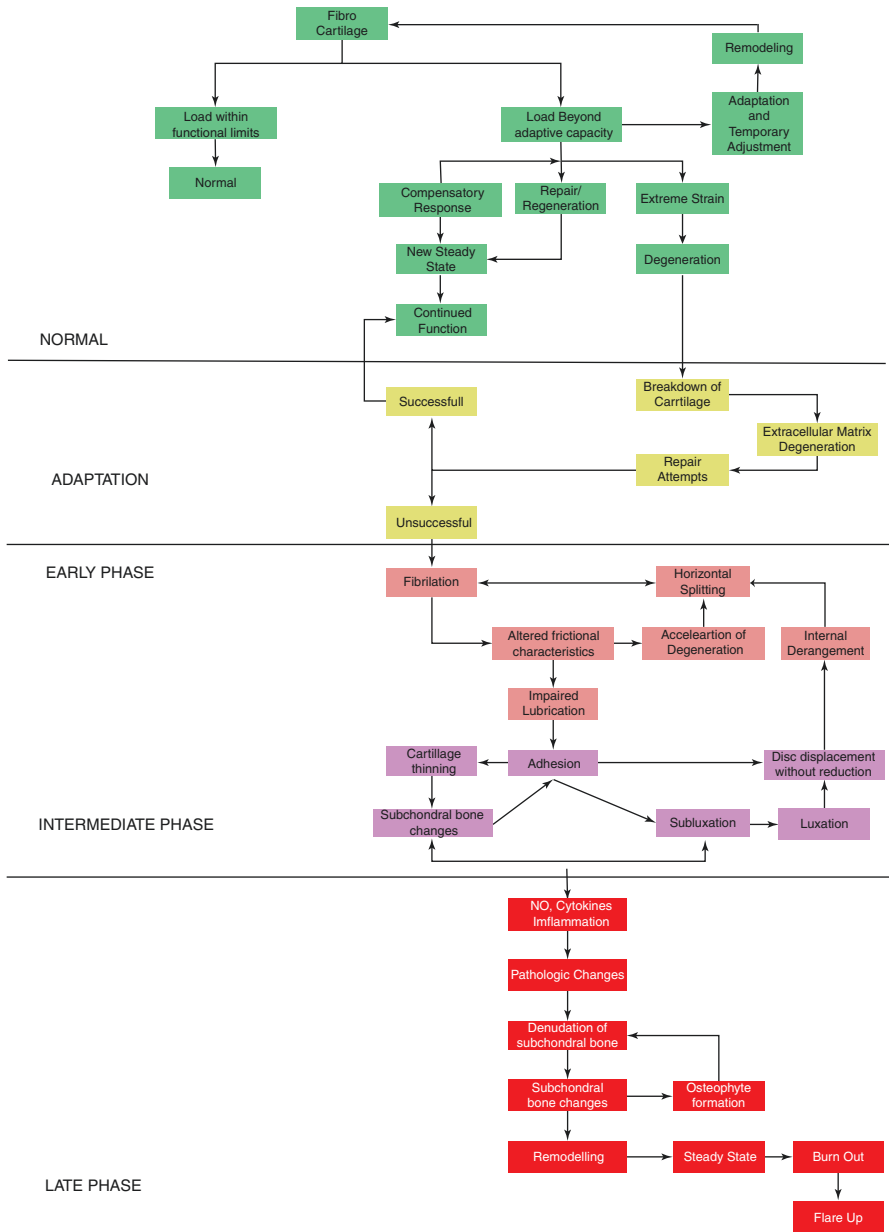 Fibro
Cartilage
Remodeling
Load within
functional limits
Load Beyond
adaptive capacity
Adaptation
and
Temporary
Adjustment
Normal
Compensatory
Response
Repair/
Regeneration
Extreme Strain
New Steady
State
Degeneration
Continued
Function
NORMAL
Successfull
Breakdown of
Carrtilage
Extracellular Matrix
Degeneration
Repair
Attempts
ADAPTATION
Unsuccessful
EARLY PHASE
Fibrilation
Horizontal
Splitting
Altered frictional
characteristics
Acceleartion of
Degeneration
Internal
Derangement
Impaired
Lubrication
Cartillage
thinning
Adhesion
Disc displacement
without reduction
Subchondral bone
changes
Subluxation
Luxation
INTERMEDIATE PHASE
NO, Cytokines
Imflammation
Pathologic Changes
Denudation of
subchondral bone
Subchondral
bone changes
Osteophyte
formation
Remodelling
Steady State
Burn Out
LATE PHASE
Flare Up